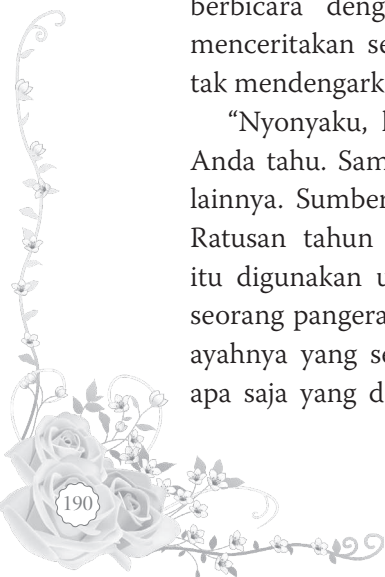 berbicara deng
menceritakan se
tak mendengark
“Nyonyaku,
Anda tahu. Sam
lainnya. Sumber
Ratusan tahun
itu digunakan u
seorang pangera
ayahnya yang se
apa saja yang d
190